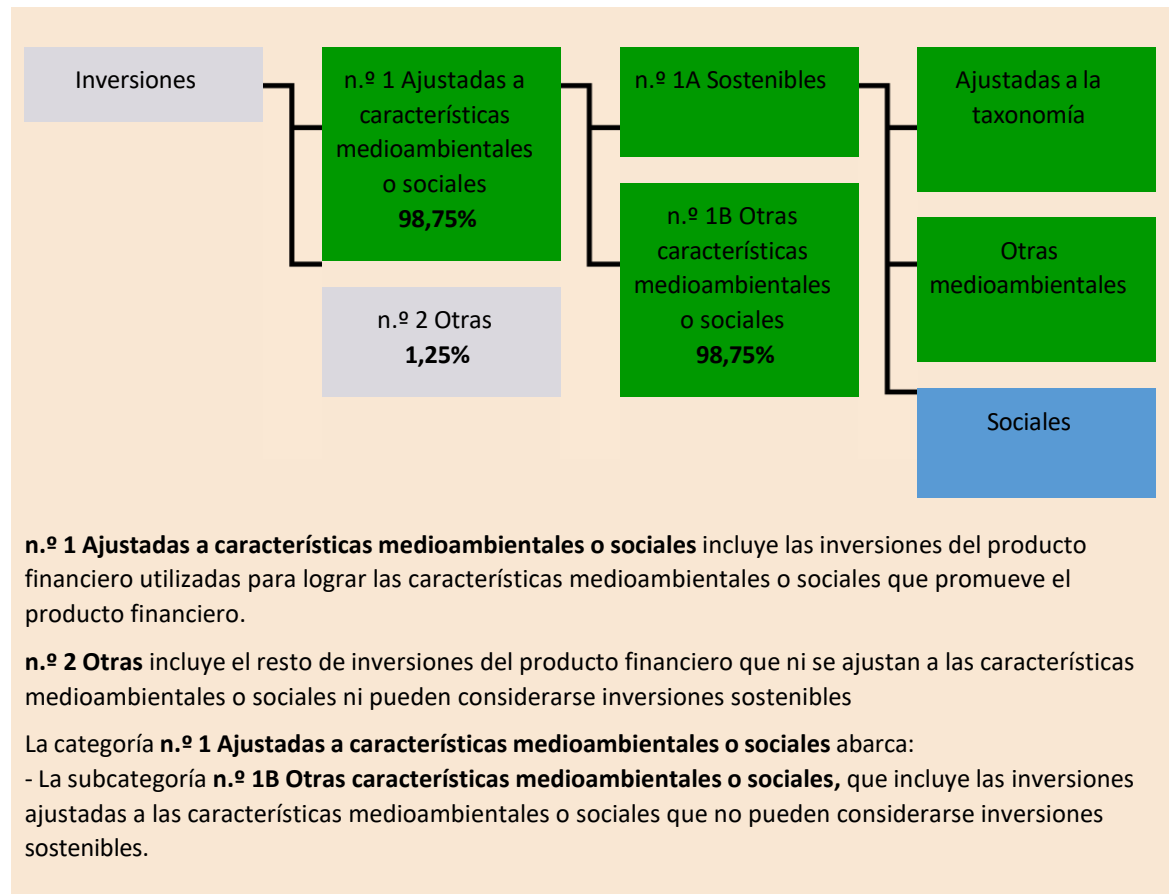 Inversiones
n.º 1 Ajustadas a
características
medioambientales
o sociales
98,75%
n.º 2 Otras
1,25%
n.º 1A Sostenibles
n.º 1B Otras
características
medioambientales
o sociales
98,75%
Ajustadas a la
taxonomía
Otras
medioambientales
Sociales
n.º 1 Ajustadas a características medioambientales o sociales incluye las inversiones del producto
financiero utilizadas para lograr las características medioambientales o sociales que promueve el
producto financiero.
n.º 2 Otras incluye el resto de inversiones del producto financiero que ni se ajustan a las características
medioambientales o sociales ni pueden considerarse inversiones sostenibles
La categoría n.º 1 Ajustadas a características medioambientales o sociales abarca:
- La subcategoría n.º 1B Otras características medioambientales o sociales, que incluye las inversiones
ajustadas a las características medioambientales o sociales que no pueden considerarse inversiones
sostenibles.